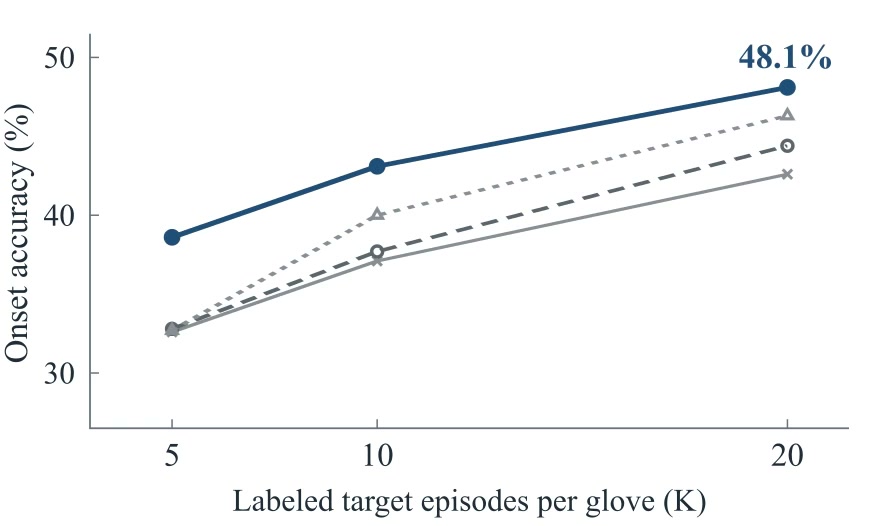 48.1%
50
40
30
Onset accuracy (%)
5 10 20
Labeled target episodes per glove (K)